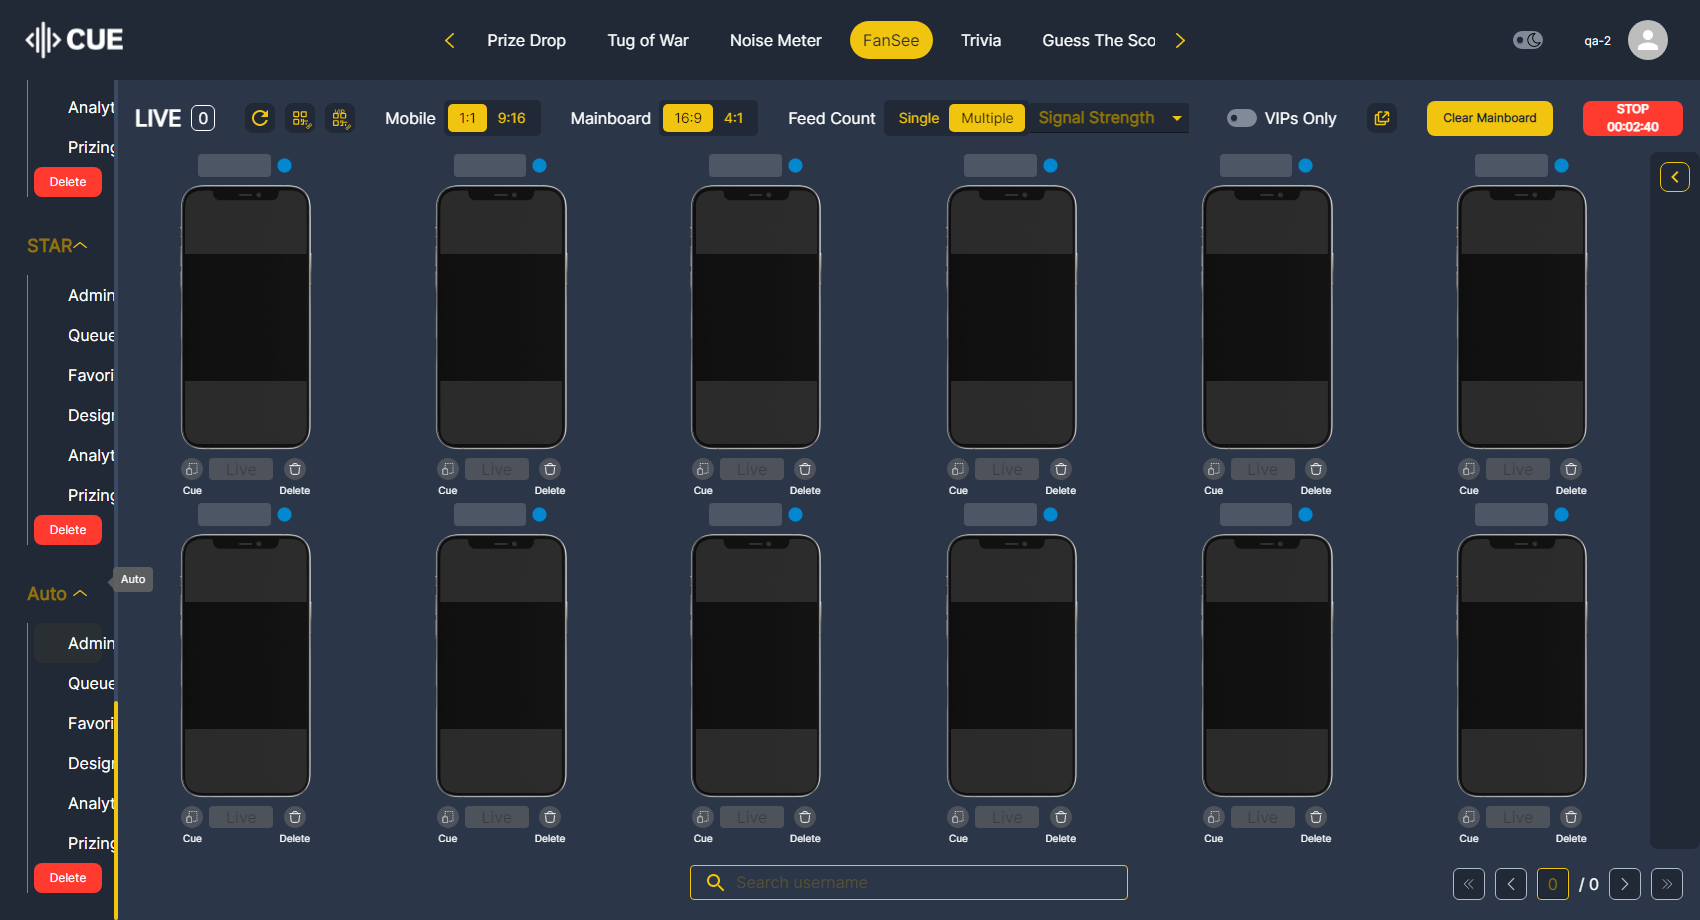 CUE
Prize Drop Tug of War Noise Meter FanSee Trivia Guess The Sco
qa-2
Analyt
Prizing
Delete
STAR
Admin
Queue
Favori
Design
Analyt
Prizing
Delete
Auto
Auto
Admin
Queue
Favori
Design
Analyt
Prizing
Delete
LIVE 0
Mobile 1:1 9:16
Mainboard 16:9 4:1
Feed Count Single Multiple Signal Strength
VIPs Only
Clear Mainboard
STOP
00:02:40
Live Live Live Live Live Live
Cue Delete Cue Delete Cue Delete Cue Delete Cue Delete Cue Delete
Live Live Live Live Live Live
Cue Delete Cue Delete Cue Delete Cue Delete Cue Delete Cue Delete
Search username
0 / 0